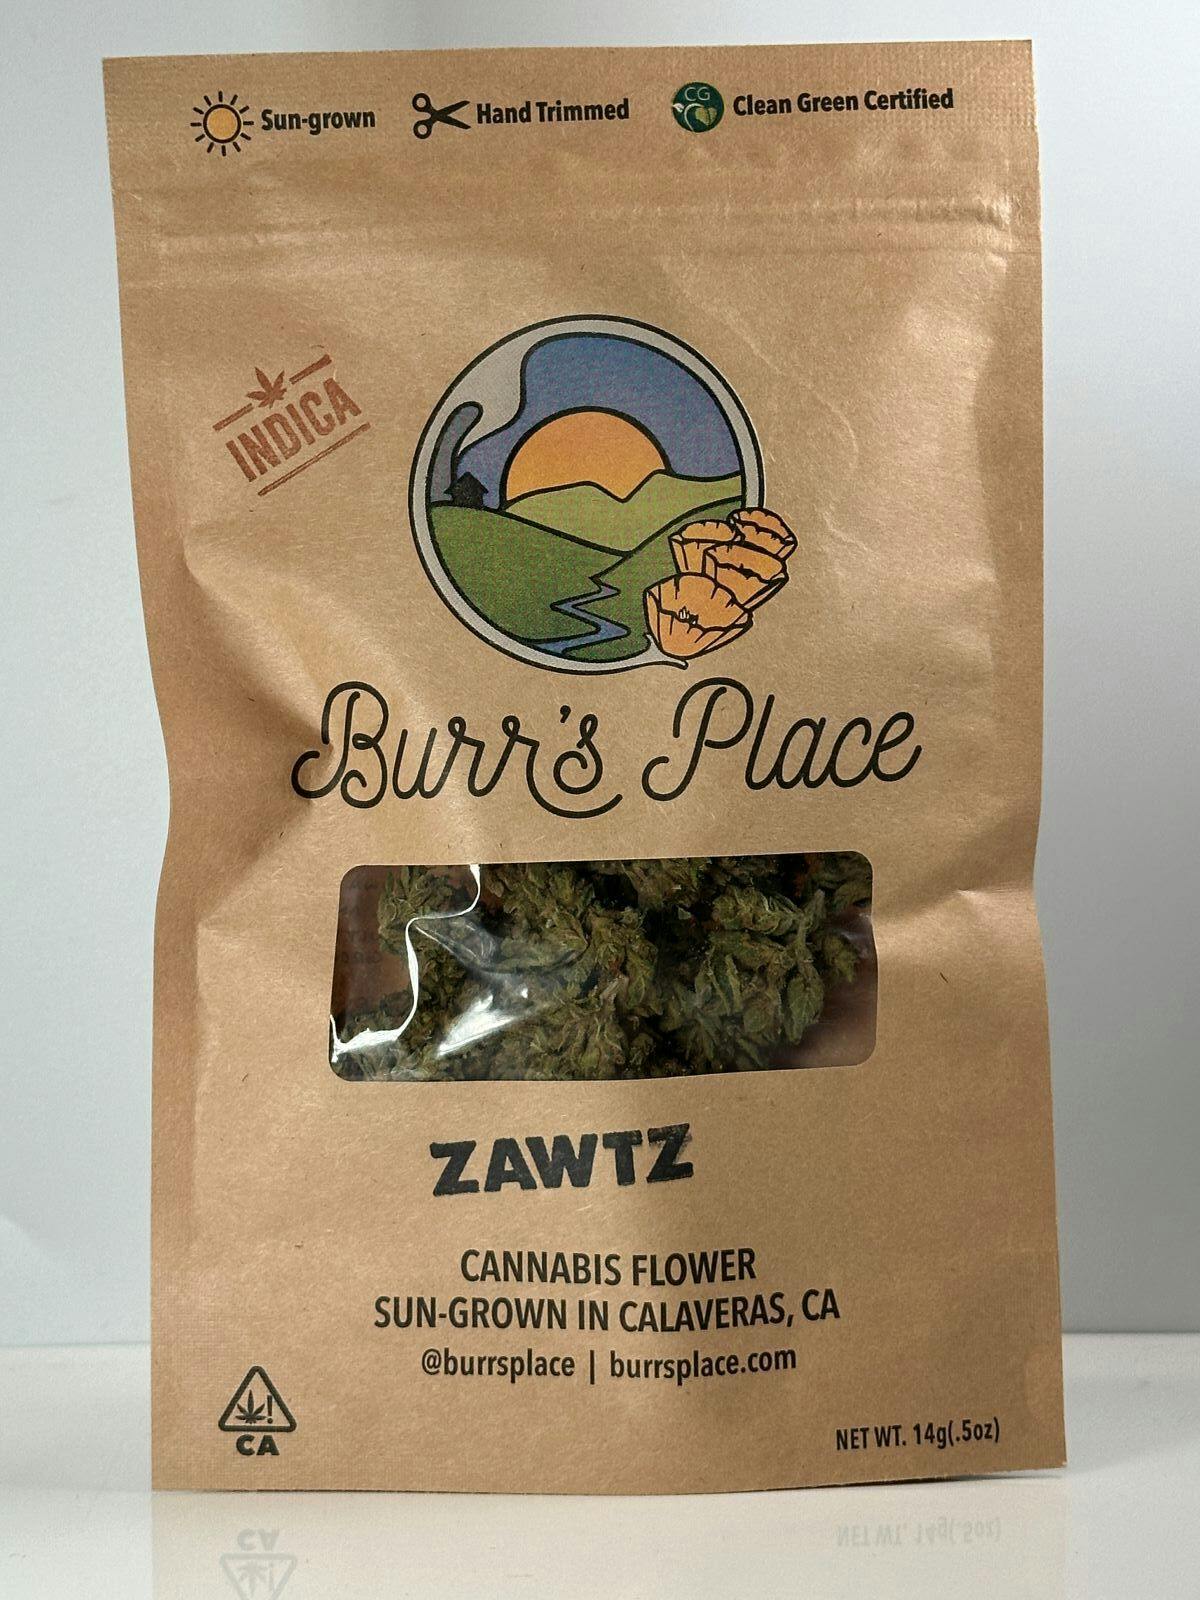 Sun-grown Hand Trimmed CG Clean Green Certified
INDICA
Burr's Place
ZAWTZ
CANNABIS FLOWER
SUN-GROWN IN CALAVERAS, CA
@burrsplace | burrsplace.com
!
CA
NET WT. 14g(.5oz)